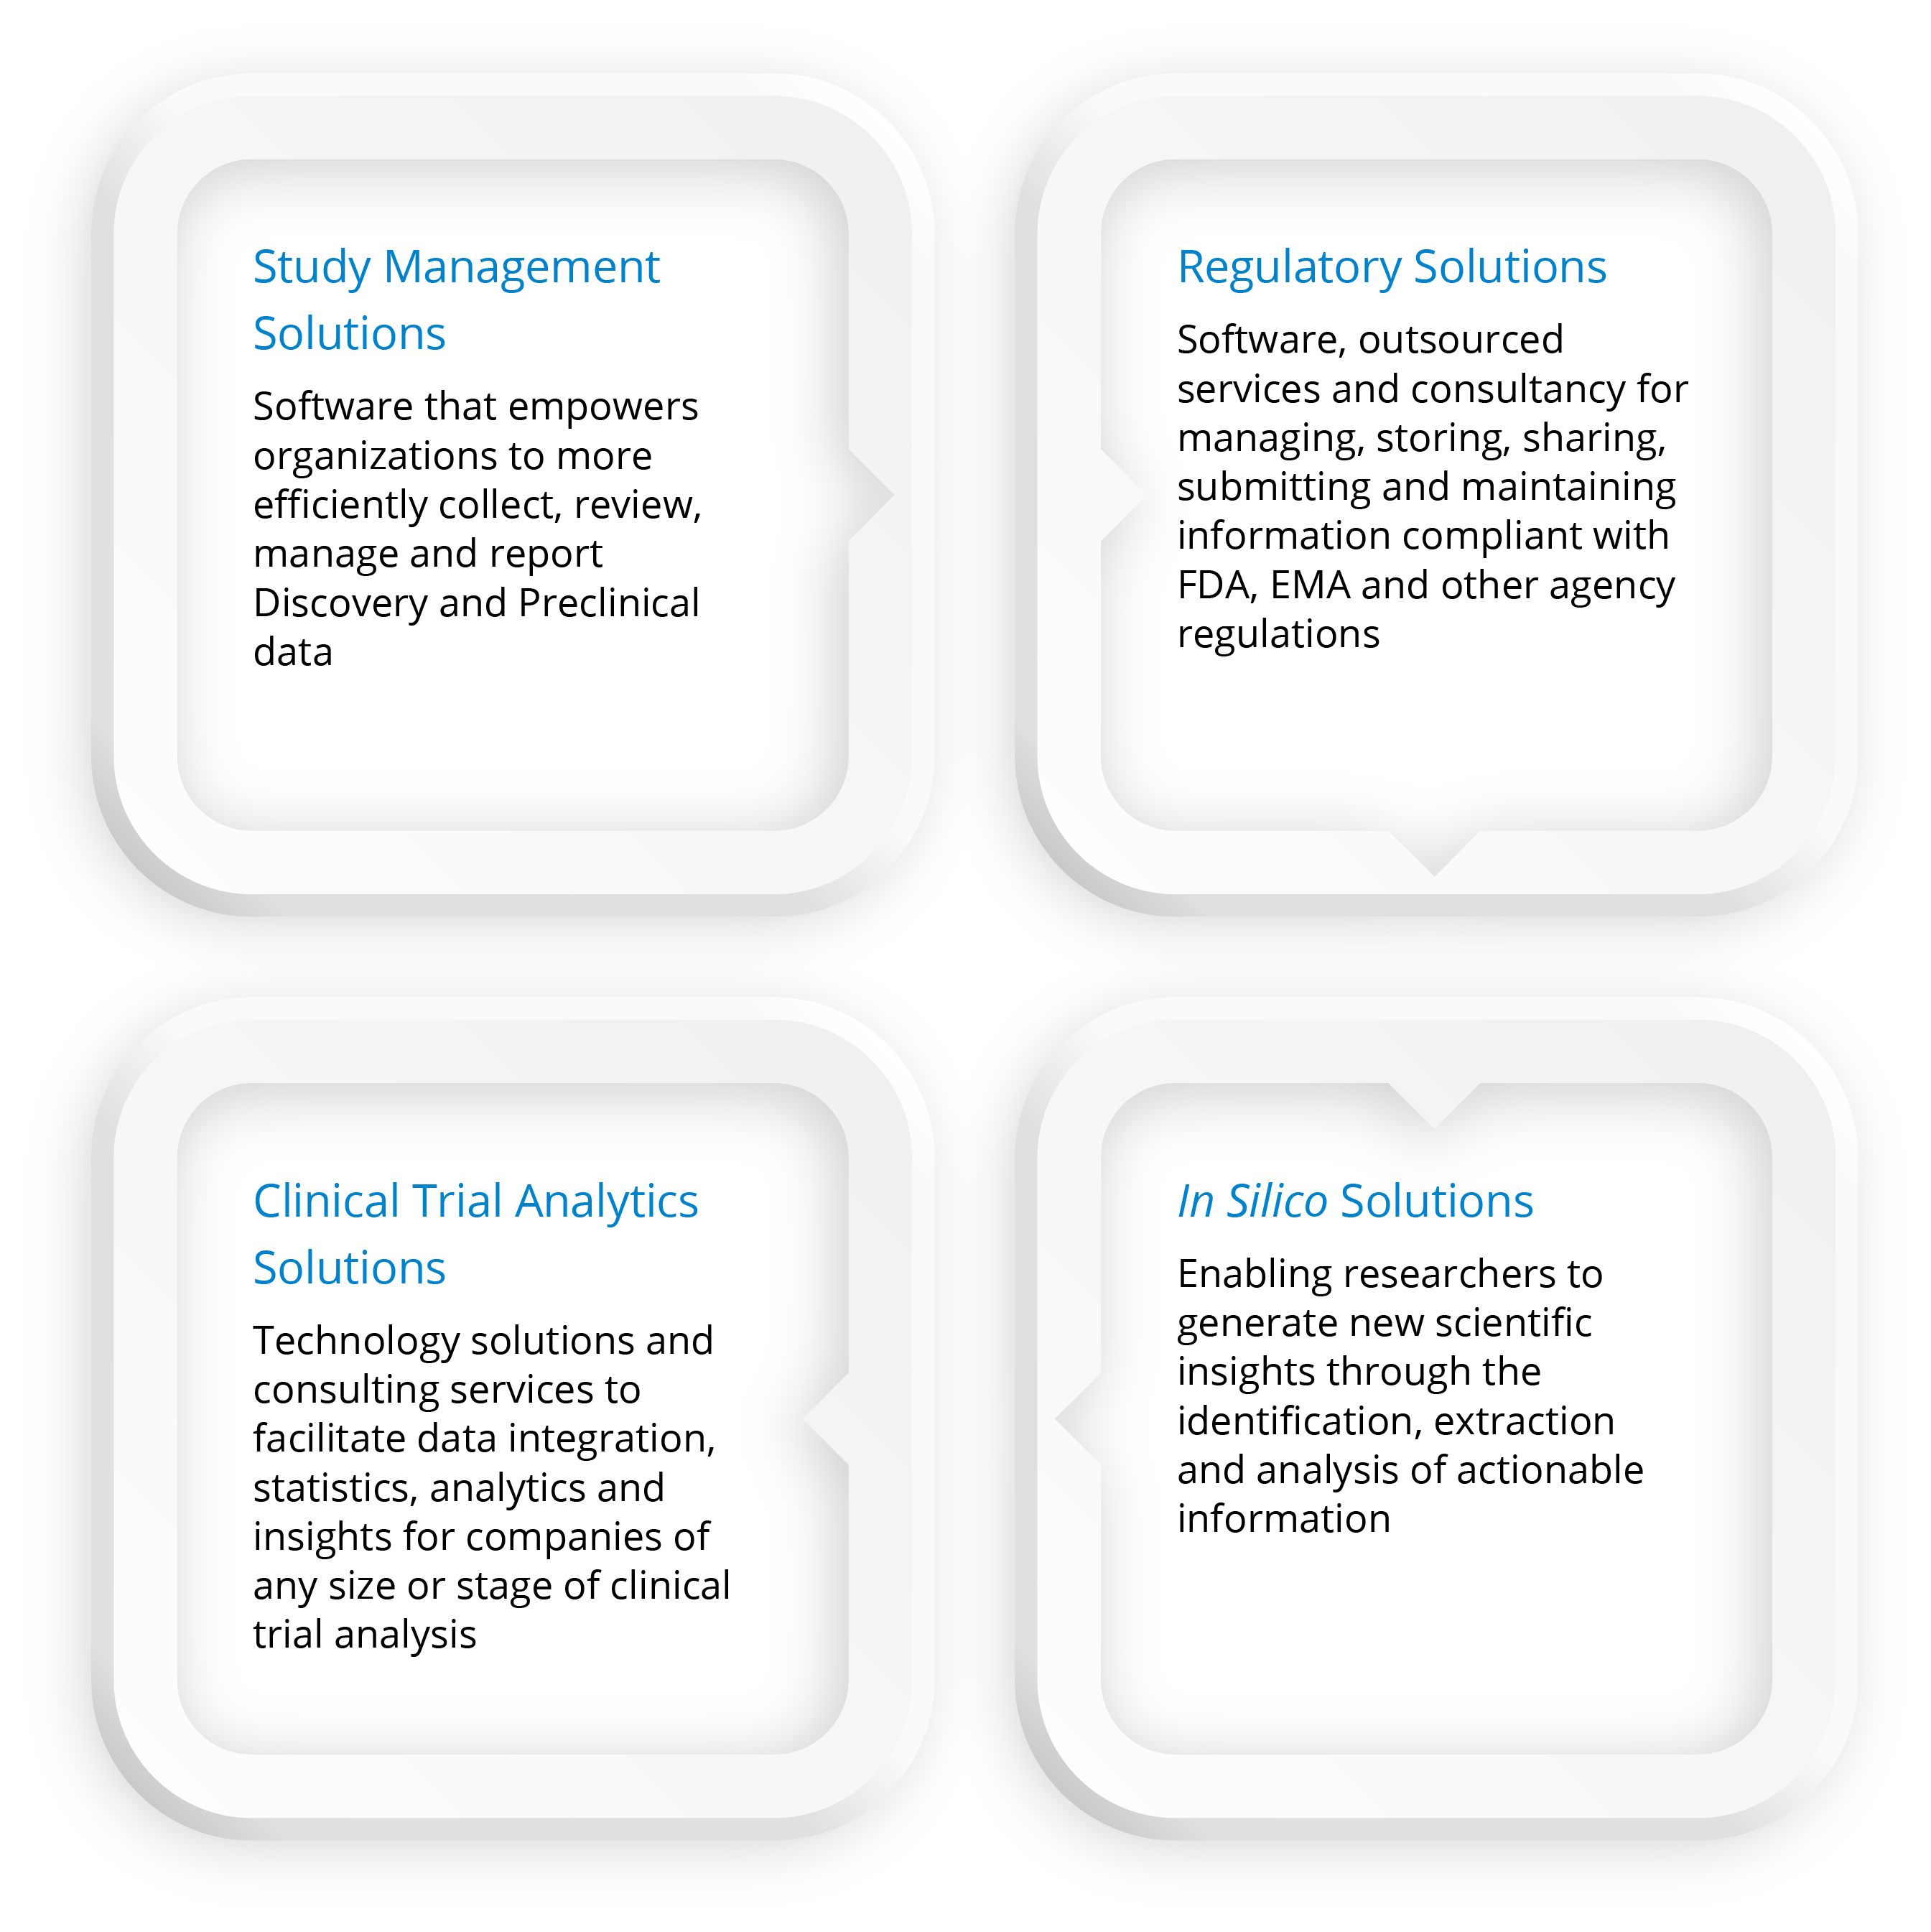 Study Management
Solutions
Software that empowers
organizations to more
efficiently collect, review,
manage and report
Discovery and Preclinical
data
Regulatory Solutions
Software, outsourced
services and consultancy for
managing, storing, sharing,
submitting and maintaining
information compliant with
FDA, EMA and other agency
regulations
Clinical Trial Analytics
Solutions
Technology solutions and
consulting services to
facilitate data integration,
statistics, analytics and
insights for companies of
any size or stage of clinical
trial analysis
In Silico Solutions
Enabling researchers to
generate new scientific
insights through the
identification, extraction
and analysis of actionable
information